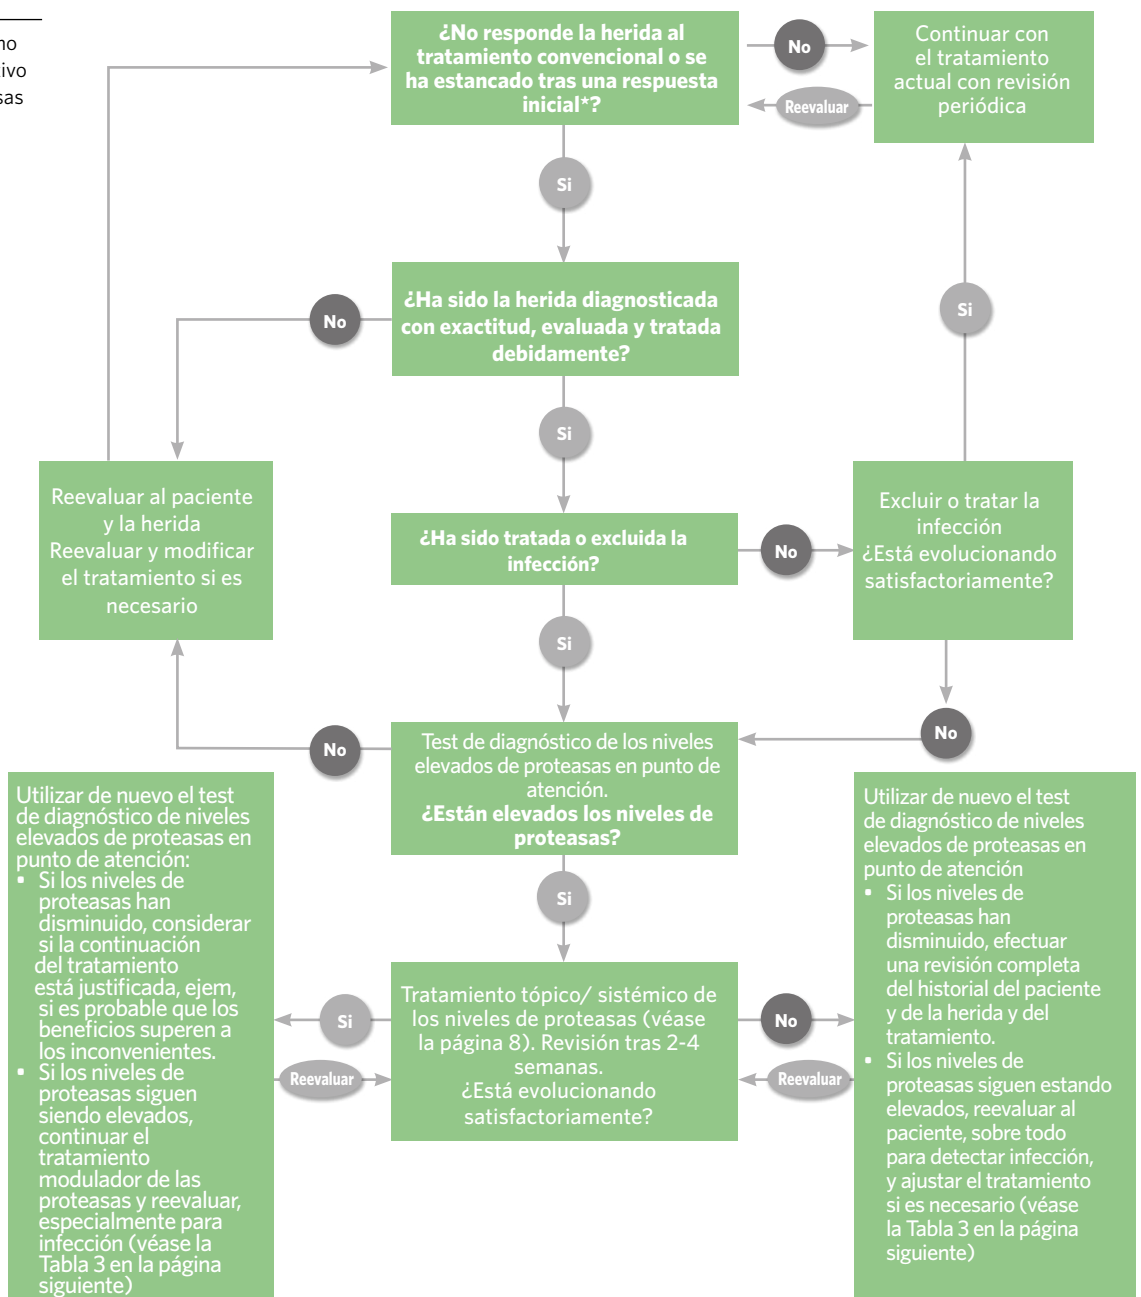 no
tivo
sas
¿No responde la herida al
tratamiento convencional o se
ha estancado tras una respuesta
inicial*?
No
Reevaluar
Continuar con
el tratamiento
actual con revisión
periódica
Si
¿Ha sido la herida diagnosticada
con exactitud, evaluada y tratada
debidamente?
No
Si
Si
Reevaluar al paciente
y la herida
Reevaluar y modificar
el tratamiento si es
necesario
¿Ha sido tratada o excluida la
infección?
No
Excluir o tratar la
infección
¿Está evolucionando
satisfactoriamente?
Si
No
Test de diagnóstico de los niveles
elevados de proteasas en punto de
atención.
¿Están elevados los niveles de
proteasas?
No
Si
Utilizar de nuevo el test
de diagnóstico de niveles
elevados de proteasas en
punto de atención:
• Si los niveles de
proteasas han
disminuido, considerar
si la continuación
del tratamiento
está justificada, ejem,
si es probable que los
beneficios superen a
los inconvenientes.
• Si los niveles de
proteasas siguen
siendo elevados,
continuar el
tratamiento
modulador de las
proteasas y reevaluar,
especialmente para
infección (véase la
Tabla 3 en la página
siguiente)
Si
Reevaluar
Tratamiento tópico/ sistémico de
los niveles de proteasas (véase
la página 8). Revisión tras 2-4
semanas.
¿Está evolucionando
satisfactoriamente?
No
Reevaluar
Utilizar de nuevo el test
de diagnóstico de niveles
elevados de proteasas en
punto de atención
• Si los niveles de
proteasas han
disminuido, efectuar
una revisión completa
del historial del paciente
y de la herida y del
tratamiento.
• Si los niveles de
proteasas siguen estando
elevados, reevaluar al
paciente, sobre todo
para detectar infección,
y ajustar el tratamiento
si es necesario (véase
la Tabla 3 en la página
siguiente)